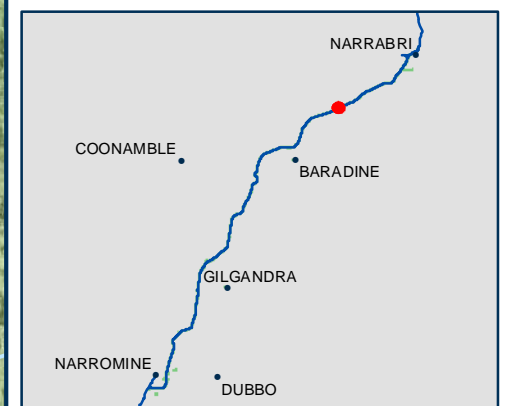 NARRABRI
COONAMBLE
BARADINE
GILGANDRA
NARROMINE
DUBBO